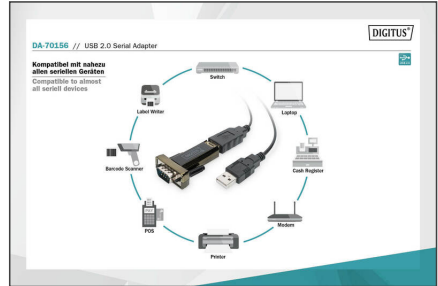 DIGITUS®
DA-70156 // USB 2.0 Serial Adapter
Kompatibel mit nahezu
allen seriellen Geräten
Compatible to almost
all seriell devices
Switch
Label Writer
Laptop
Barcode Scanner
Cash Register
POS
Modem
Printer